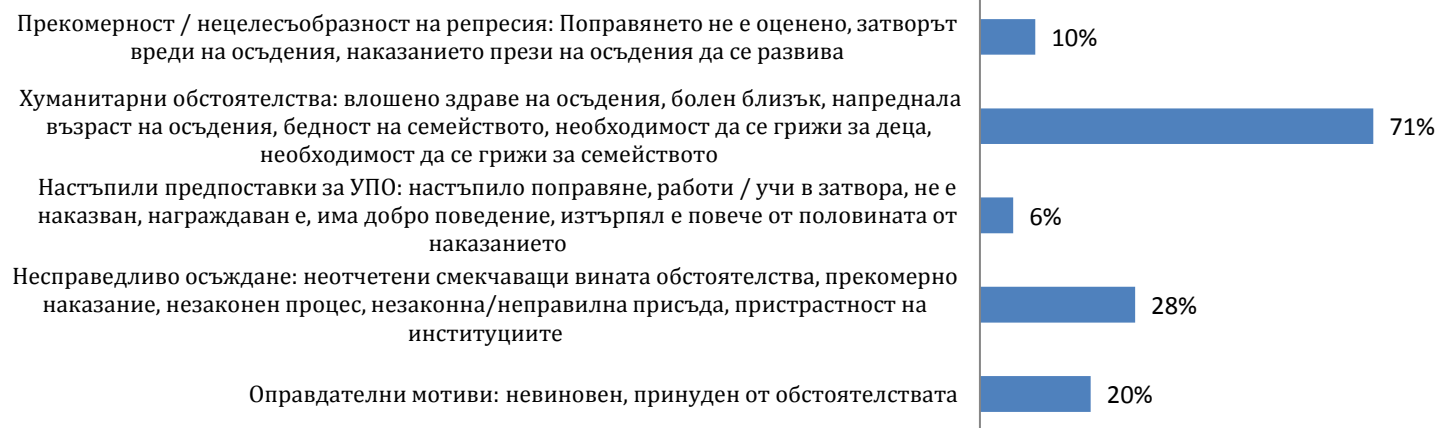 Прекомерност / нецелесъобразност на репресия: Поправянето не е оценено, затворът
вреди на осъдения, наказанието прези на осъдения да се развива
10%
Хуманитарни обстоятелства: влошено здраве на осъдения, болен близък, напреднала
възраст на осъдения, бедност на семейството, необходимост да се грижи за деца,
необходимост да се грижи за семейството
71%
Настъпили предпоставки за УПО: настъпило поправяне, работи / учи в затвора, не е
наказван, награждаван е, има добро поведение, изтърпял е повече от половината от
наказанието
6%
Несправедливо осъждане: неотчетени смекчаващи вината обстоятелства, прекомерно
наказание, незаконен процес, незаконна/неправилна присъда, пристрастност на
институциите
28%
Оправдателни мотиви: невиновен, принуден от обстоятелствата
20%